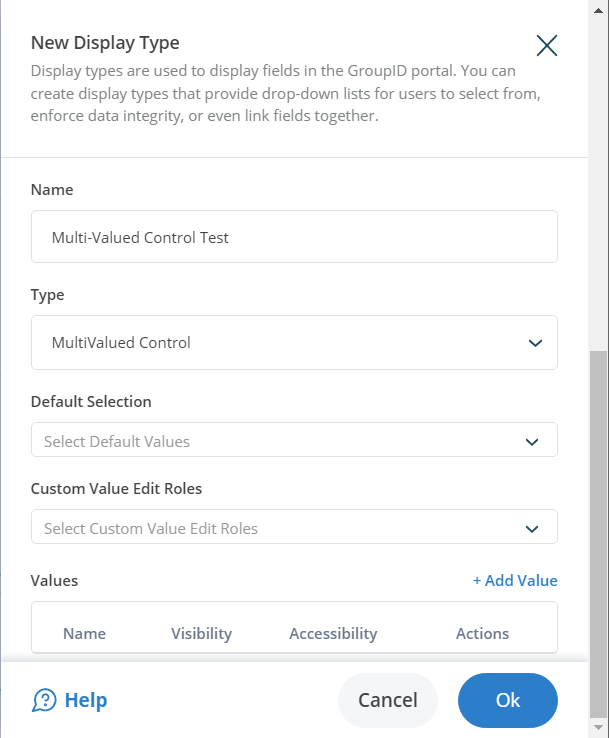 New Display Type
Display types are used to display fields in the GroupID portal. You can
create display types that provide drop-down lists for users to select from,
enforce data integrity, or even link fields together.
Name
Multi-Valued Control Test
Type
MultiValued Control
Default Selection
Select Default Values
Custom Value Edit Roles
Select Custom Value Edit Roles
Values + Add Value
Name Visibility Accessibility Actions
Help Cancel Ok